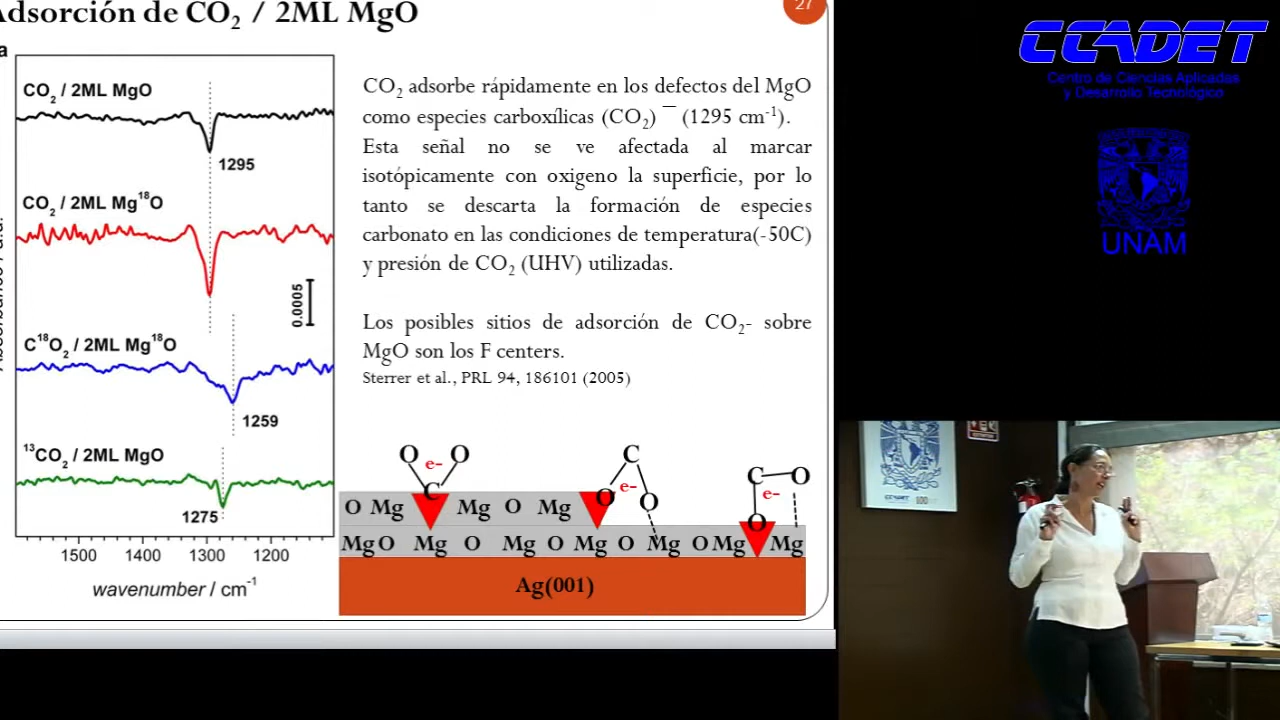 Adsorción de CO2 / 2ML MgO
27
a
CO2 / 2ML MgO
1295
CO2 / 2ML Mg18O
0.0005
C18O2 / 2ML Mg18O
1259
13CO2 / 2ML MgO
1275
1500 1400 1300 1200
wavenumber / cm-1
CO2 adsorbe rápidamente en los defectos del MgO
como especies carboxílicas (CO2) – (1295 cm-1).
Esta señal no se ve afectada al marcar
isotópicamente con oxigeno la superficie, por lo
tanto se descarta la formación de especies
carbonato en las condiciones de temperatura(-50C)
y presión de CO2 (UHV) utilizadas.
Los posibles sitios de adsorción de CO2- sobre
MgO son los F centers.
Sterrer et al., PRL 94, 186101 (2005)
O O C C O
e- e- e-
C O O O
O Mg Mg O Mg
Mg O Mg O Mg O Mg O Mg O Mg Mg
Ag(001)
CCADET
Centro de Ciencias Aplicadas
y Desarrollo Tecnológico
UNAM
CCADET
100